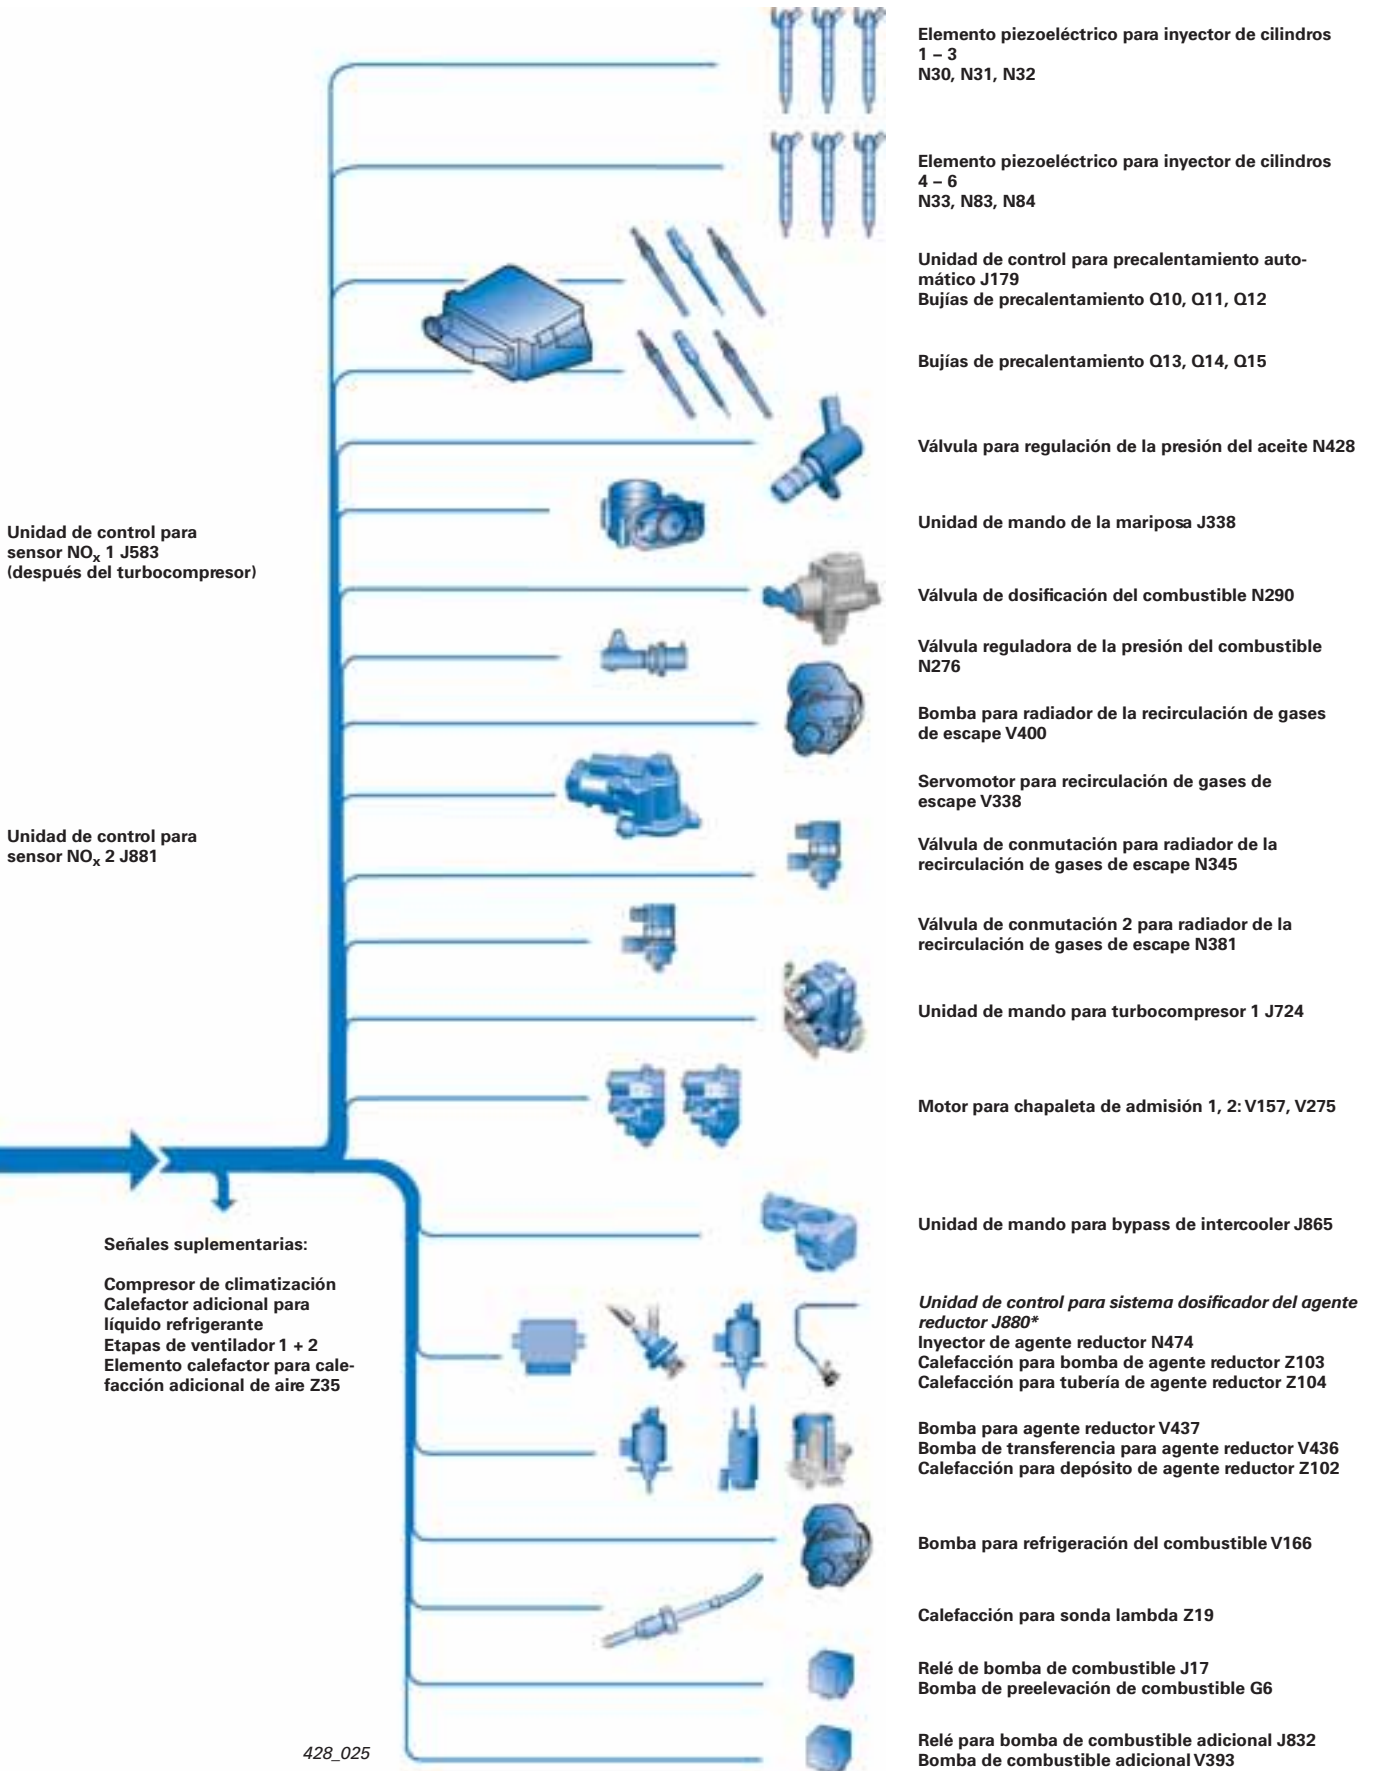 Elemento piezoeléctrico para inyector de cilindros
1 – 3
N30, N31, N32
Elemento piezoeléctrico para inyector de cilindros
4 – 6
N33, N83, N84
Unidad de control para precalentamiento auto-
mático J179
Bujías de precalentamiento Q10, Q11, Q12
Bujías de precalentamiento Q13, Q14, Q15
Válvula para regulación de la presión del aceite N428
Unidad de mando de la mariposa J338
Unidad de control para
sensor NOx 1 J583
(después del turbocompresor)
Válvula de dosificación del combustible N290
Válvula reguladora de la presión del combustible
N276
Bomba para radiador de la recirculación de gases
de escape V400
Servomotor para recirculación de gases de
escape V338
Unidad de control para
sensor NOx 2 J881
Válvula de conmutación para radiador de la
recirculación de gases de escape N345
Válvula de conmutación 2 para radiador de la
recirculación de gases de escape N381
Unidad de mando para turbocompresor 1 J724
Motor para chapaleta de admisión 1, 2: V157, V275
Unidad de mando para bypass de intercooler J865
Señales suplementarias:
Compresor de climatización
Calefactor adicional para
líquido refrigerante
Etapas de ventilador 1 + 2
Elemento calefactor para cale-
facción adicional de aire Z35
Unidad de control para sistema dosificador del agente
reductor J880*
Inyector de agente reductor N474
Calefacción para bomba de agente reductor Z103
Calefacción para tubería de agente reductor Z104
Bomba para agente reductor V437
Bomba de transferencia para agente reductor V436
Calefacción para depósito de agente reductor Z102
Bomba para refrigeración del combustible V166
Calefacción para sonda lambda Z19
Relé de bomba de combustible J17
Bomba de preelevación de combustible G6
Relé para bomba de combustible adicional J832
Bomba de combustible adicional V393
428_025